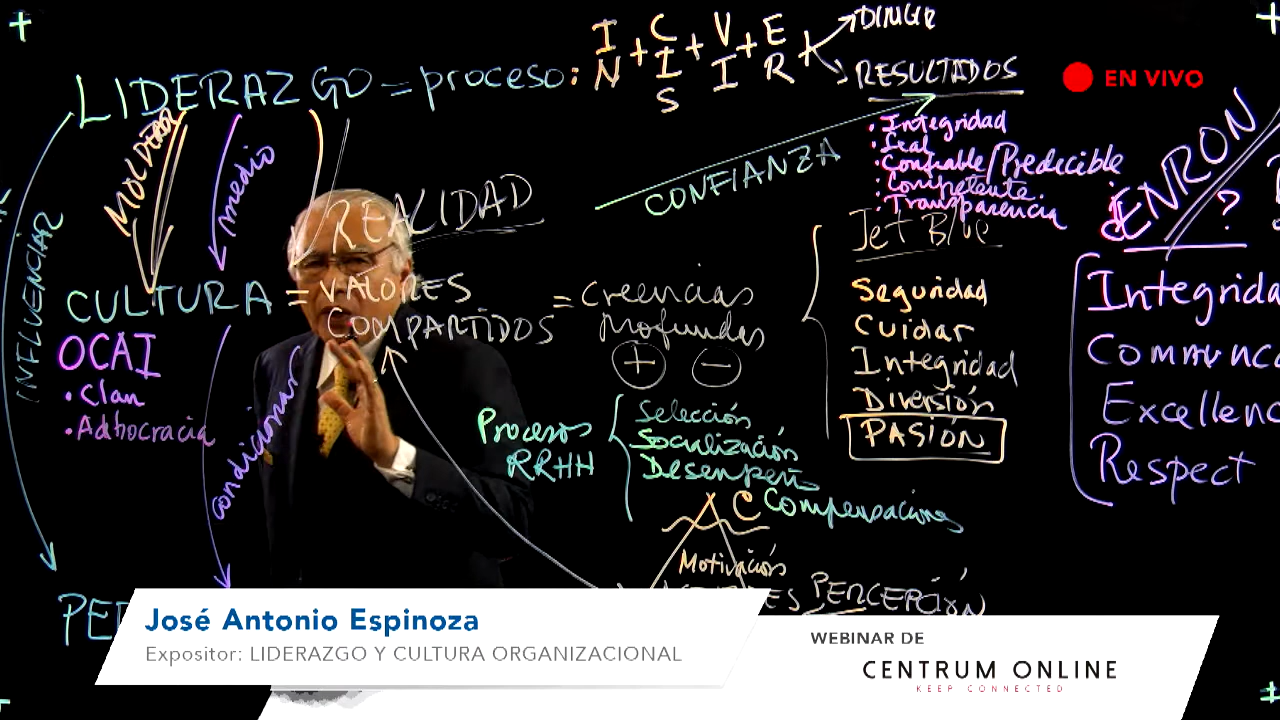 I C V E
N + I + I + R + DIRIGIR
S
LIDERAZGO = proceso:
RESULTADOS
EN VIVO
MOLDEAR
medio
INFLUENCIAR
REALIDAD
CONFIANZA
• Integridad
• Leal
• Confiable/Predecible
• Competente
• Transparencia
¿ENRON
?
Jet Blue
CULTURA = VALORES
COMPARTIDOS
= creencias
profundas
+ -
Seguridad
Cuidar
Integridad
Diversión
PASIÓN
Integrida
Communca
Excellenc
Respect
OCAI
• Clan
• Adhocracia
condicionar
Procesos
RRHH
Selección
Socialización
Desempeño
C Compensaciones
Motivación
PERCEPCIÓN
PE
José Antonio Espinoza
Expositor: LIDERAZGO Y CULTURA ORGANIZACIONAL
WEBINAR DE
CENTRUM ONLINE
KEEP CONNECTED